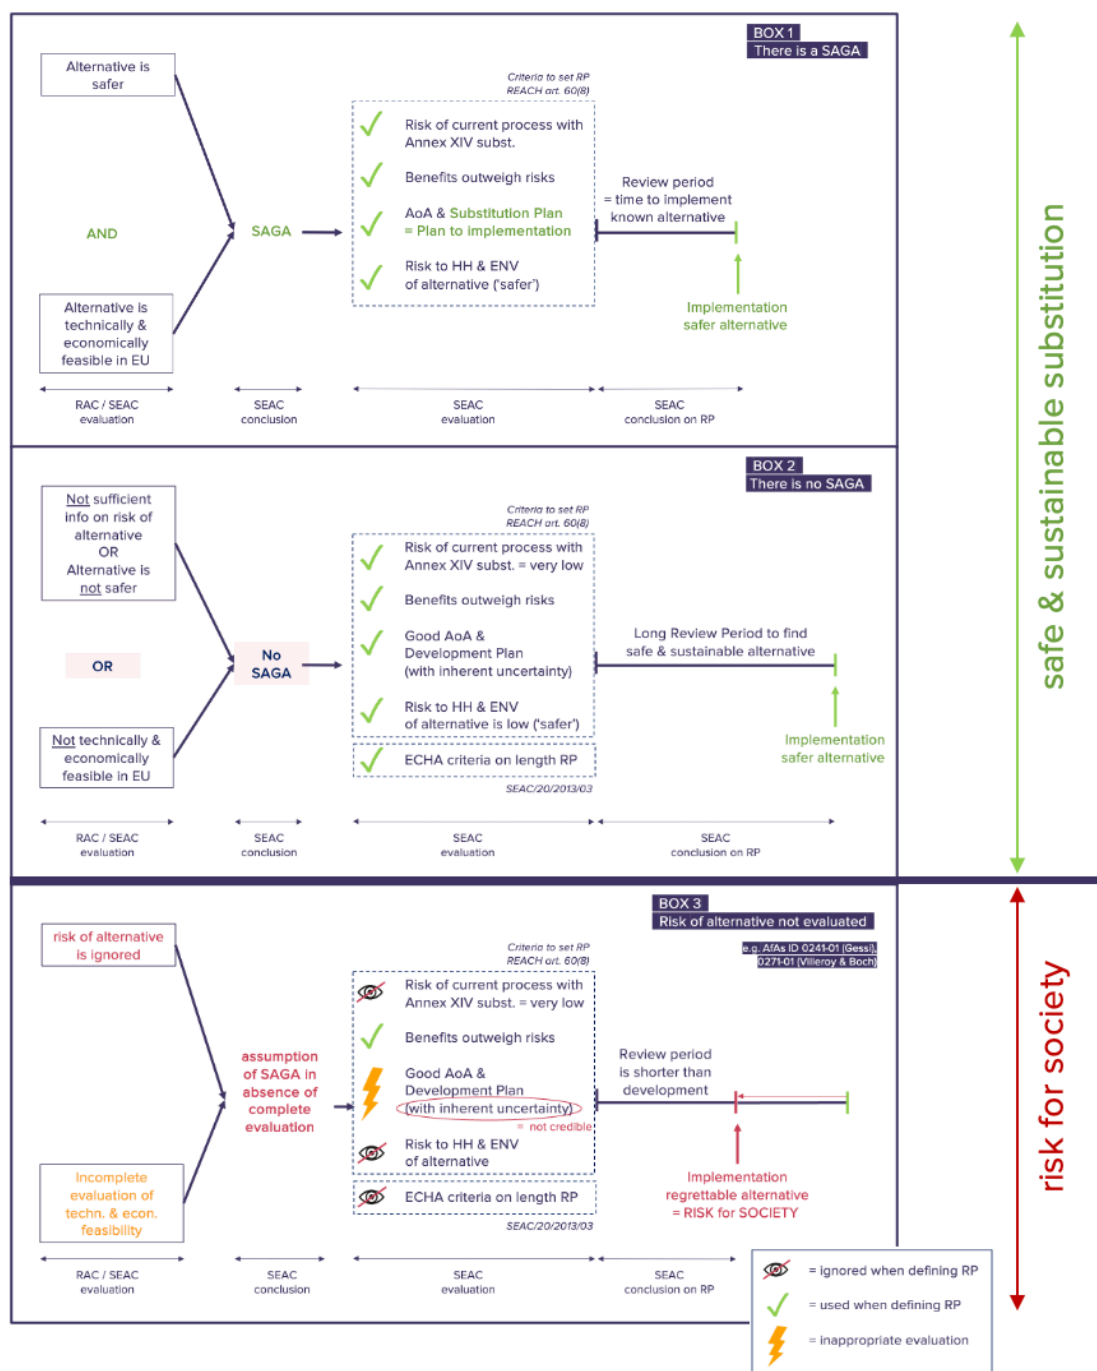 BOX 1
There is a SAGA
Alternative is
safer
AND
Alternative is
technically &
economically
feasible in EU
SAGA
Criteria to set RP
REACH art. 60(8)
Risk of current process with
Annex XIV subst.
Benefits outweigh risks
AoA & Substitution Plan
= Plan to implementation
Risk to HH & ENV
of alternative (‘safer’)
Review period
= time to implement
known alternative
Implementation
safer alternative
RAC / SEAC
evaluation
SEAC
conclusion
SEAC
evaluation
SEAC
conclusion on RP
BOX 2
There is no SAGA
Not sufficient
info on risk of
alternative
OR
Alternative is
not safer
OR
Not technically &
economically
feasible in EU
No
SAGA
Criteria to set RP
REACH art. 60(8)
Risk of current process with
Annex XIV subst. = very low
Benefits outweigh risks
Good AoA &
Development Plan
(with inherent uncertainty)
Risk to HH & ENV
of alternative is low (‘safer’)
ECHA criteria on length RP
SEAC/20/2013/03
Long Review Period to find
safe & sustainable alternative
Implementation
safer alternative
RAC / SEAC
evaluation
SEAC
conclusion
SEAC
evaluation
SEAC
conclusion on RP
safe & sustainable substitution
BOX 3
Risk of alternative not evaluated
e.g. AfAs ID 0241-01 (Gessi),
0271-01 (Villeroy & Boch)
risk of alternative
is ignored
Incomplete
evaluation of
techn. & econ.
feasibility
assumption
of SAGA in
absence of
complete
evaluation
Criteria to set RP
REACH art. 60(8)
Risk of current process with
Annex XIV subst. = very low
Benefits outweigh risks
Good AoA &
Development Plan
(with inherent uncertainty)
= not credible
Risk to HH & ENV
of alternative
ECHA criteria on length RP
SEAC/20/2013/03
Review period
is shorter than
development
Implementation
regrettable alternative
= RISK for SOCIETY
RAC / SEAC
evaluation
SEAC
conclusion
SEAC
evaluation
SEAC
conclusion on RP
risk for society
= ignored when defining RP
= used when defining RP
= inappropriate evaluation